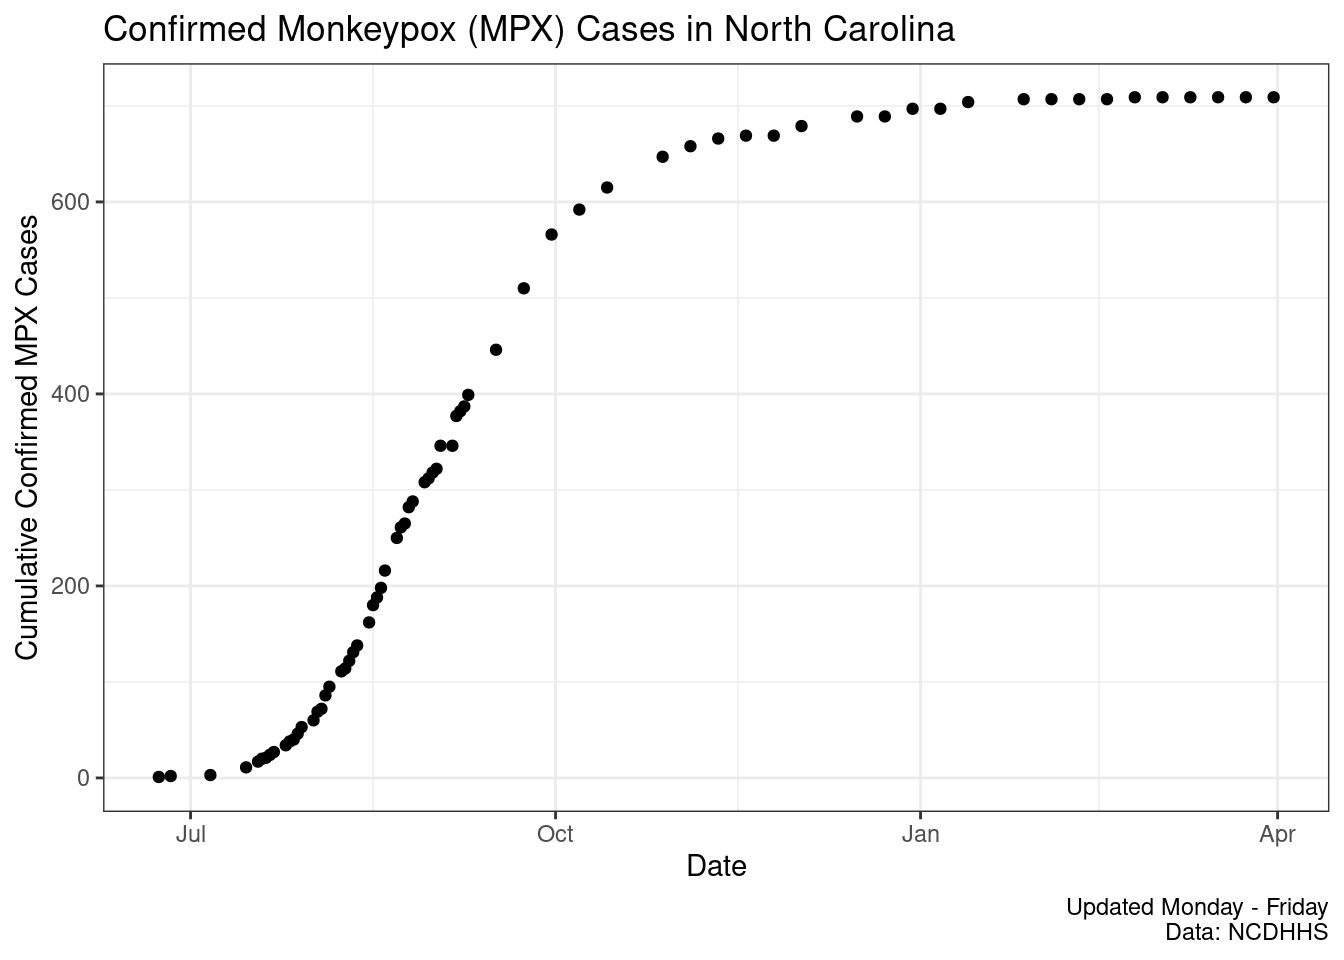 Confirmed Monkeypox (MPX) Cases in North Carolina
Cumulative Confirmed MPX Cases
600
400
200
0
Jul
Oct
Jan
Apr
Date
Updated Monday - Friday
Data: NCDHHS